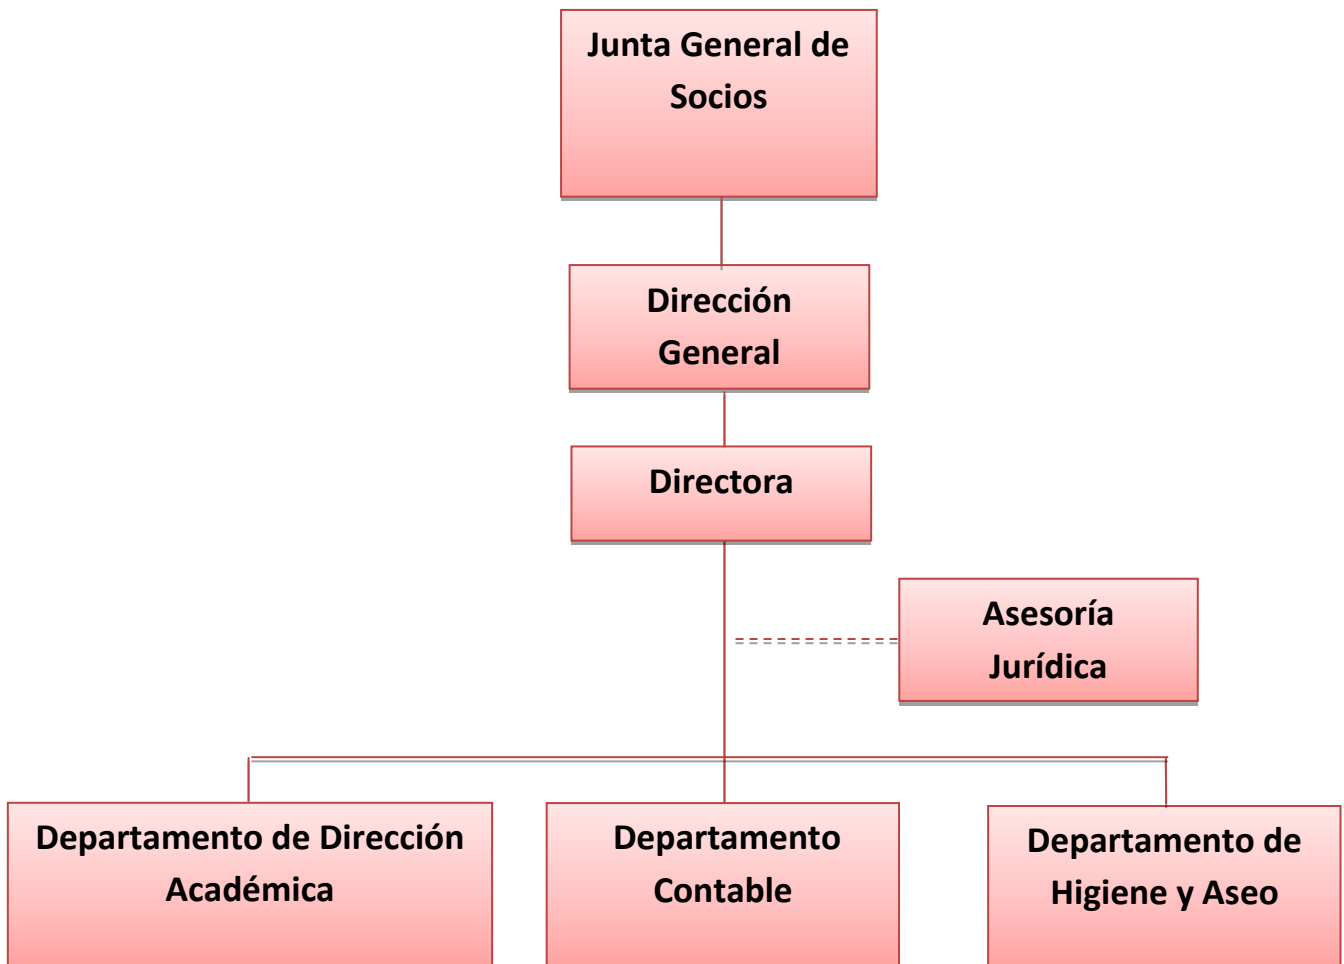 Junta General de
Socios
Dirección
General
Directora
Asesoría
Jurídica
Departamento de Dirección
Académica
Departamento
Contable
Departamento de
Higiene y Aseo